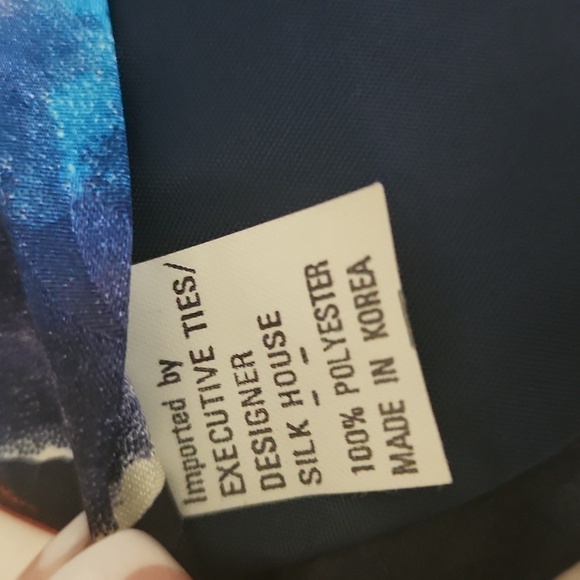 Imported by
EXECUTIVE TIES/
DESIGNER
SILK HOUSE
100% POLYESTER
MADE IN KOREA